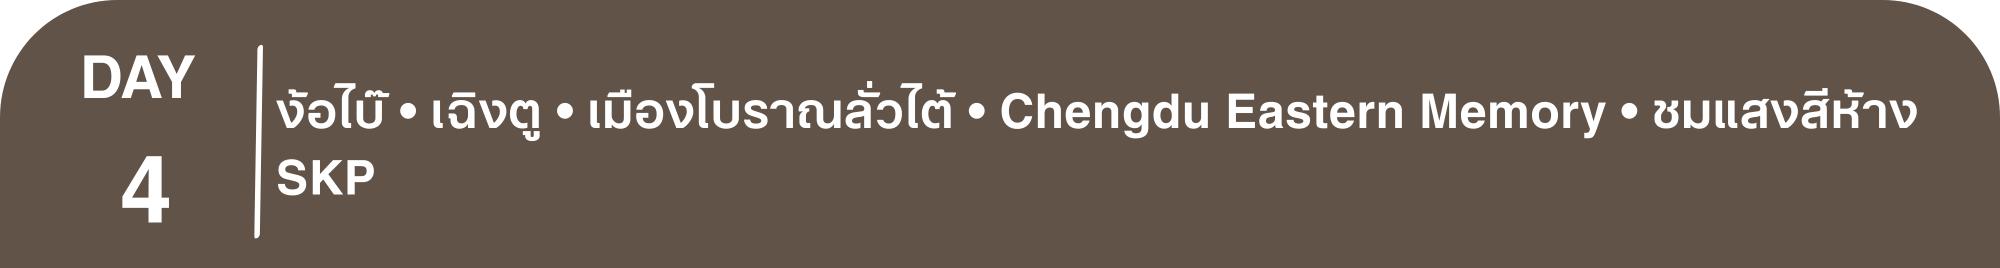 DAY
4
ง้อไบ๊ • เฉิงตู • เมืองโบราณลั่วไต้ • Chengdu Eastern Memory • ชมแสงสีห้าง
SKP